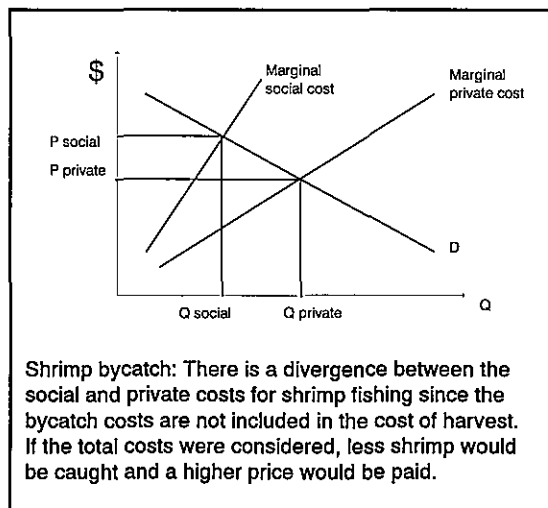 $
Marginal
social cost
Marginal
private cost
P social
P private
D
Q social
Q private
Q
Shrimp bycatch: There is a divergence between the
social and private costs for shrimp fishing since the
bycatch costs are not included in the cost of harvest.
If the total costs were considered, less shrimp would
be caught and a higher price would be paid.